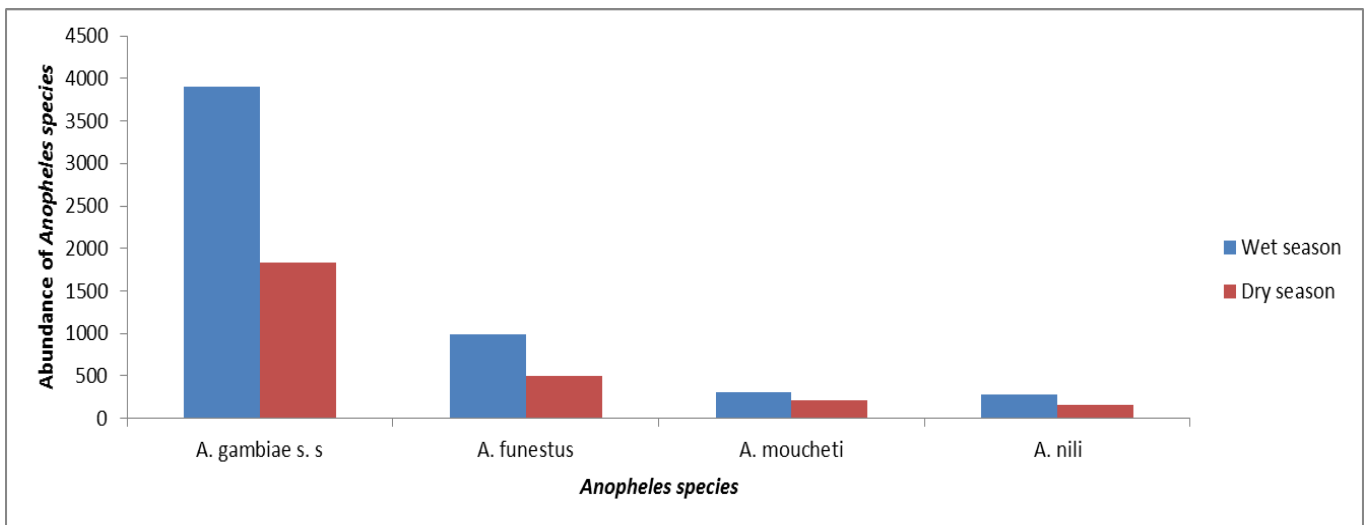 Abundance of Anopheles species
4500
4000
3500
3000
2500
2000
1500
1000
500
0
A. gambiae s. s
A. funestus
A. moucheti
A. nili
Anopheles species
Wet season
Dry season